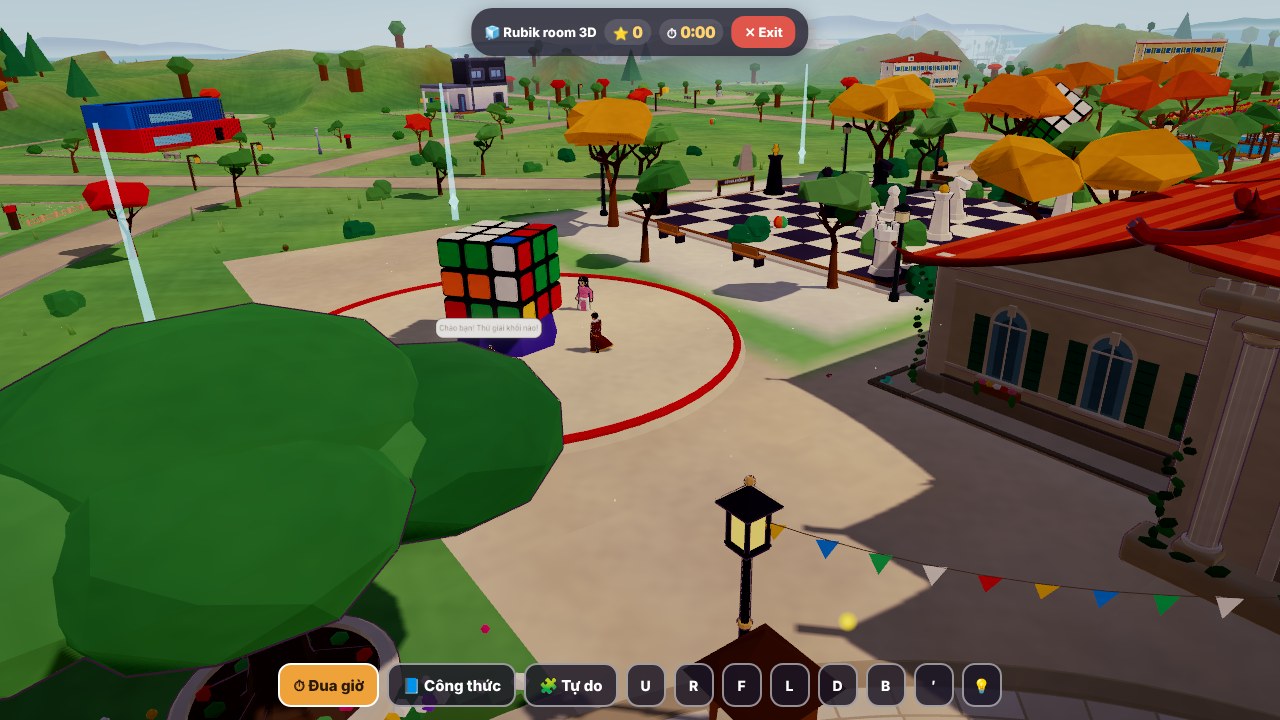 Rubik room 3D
0
0:00
✕ Exit
Chào bạn! Thử giải khối nào!
Đua giờ
Công thức
Tự do
U
R
F
L
D
B
'